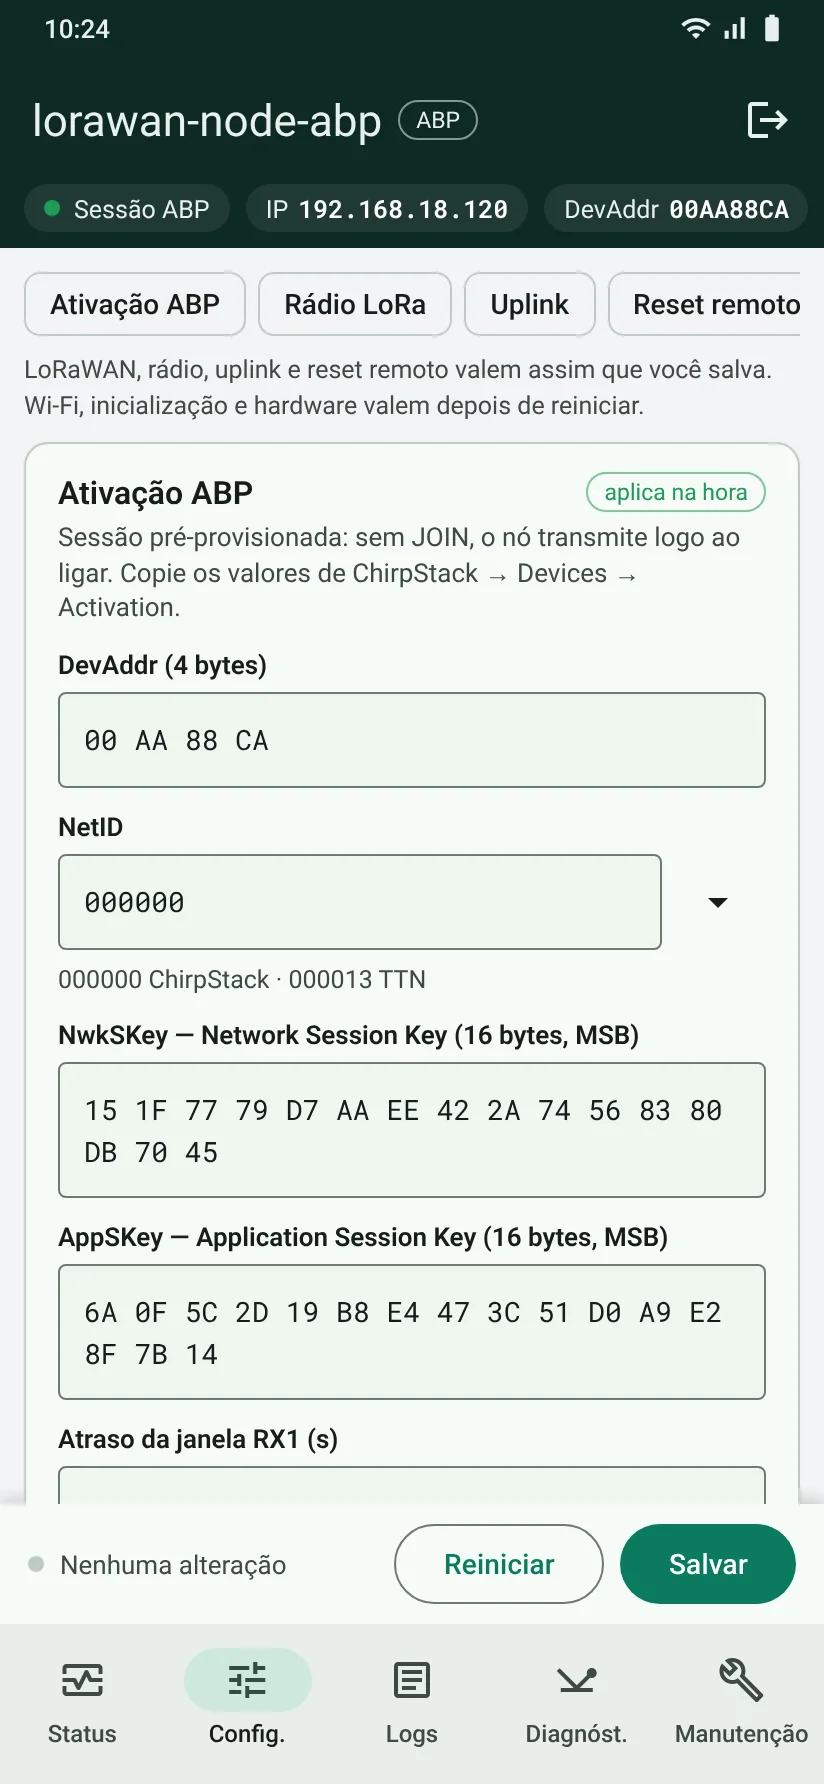 10:24
lorawan-node-abp ABP
Sessão ABP IP 192.168.18.120 DevAddr 00AA88CA
Ativação ABP Rádio LoRa Uplink Reset remoto
LoRaWAN, rádio, uplink e reset remoto valem assim que você salva.
Wi-Fi, inicialização e hardware valem depois de reiniciar.
Ativação ABP aplica na hora
Sessão pré-provisionada: sem JOIN, o nó transmite logo ao
ligar. Copie os valores de ChirpStack → Devices →
Activation.
DevAddr (4 bytes)
00 AA 88 CA
NetID
000000
000000 ChirpStack · 000013 TTN
NwkSKey — Network Session Key (16 bytes, MSB)
15 1F 77 79 D7 AA EE 42 2A 74 56 83 80
DB 70 45
AppSKey — Application Session Key (16 bytes, MSB)
6A 0F 5C 2D 19 B8 E4 47 3C 51 D0 A9 E2
8F 7B 14
Atraso da janela RX1 (s)
Nenhuma alteração Reiniciar Salvar
Status Config. Logs Diagnóst. Manutenção